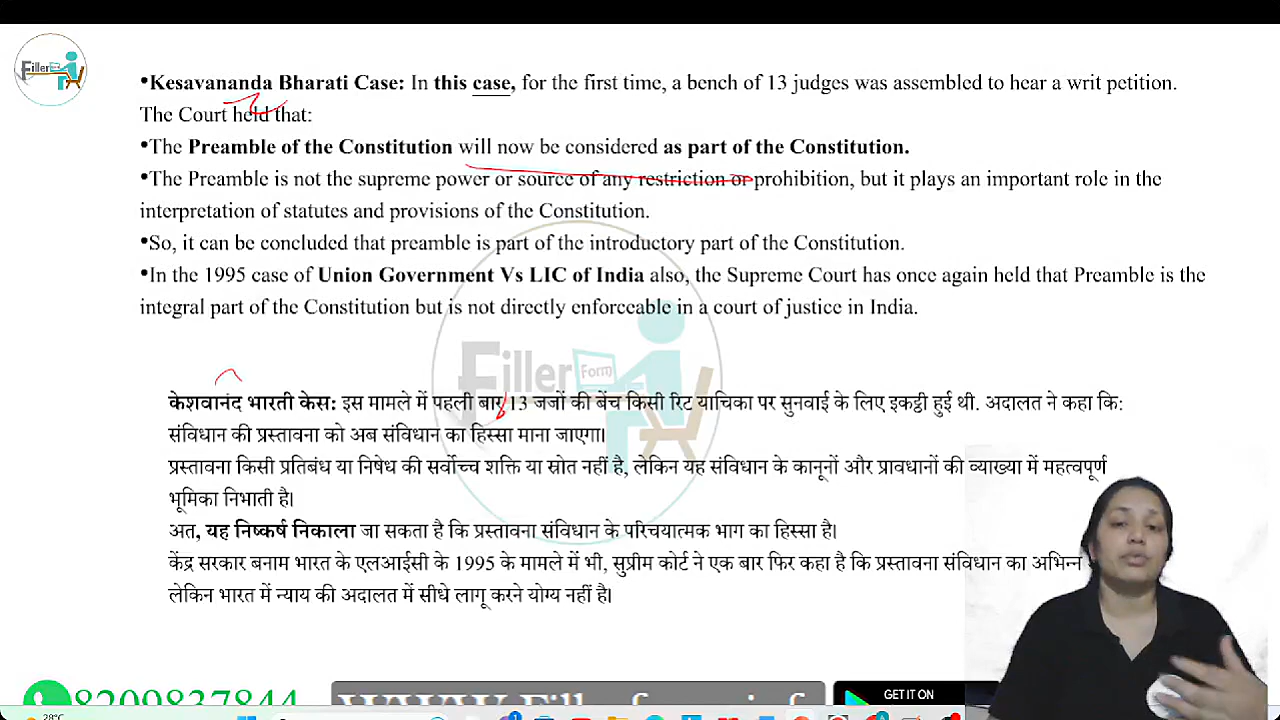 Filler
•Kesavananda Bharati Case: In this case, for the first time, a bench of 13 judges was assembled to hear a writ petition.
The Court held that:
•The Preamble of the Constitution will now be considered as part of the Constitution.
•The Preamble is not the supreme power or source of any restriction or prohibition, but it plays an important role in the
interpretation of statutes and provisions of the Constitution.
•So, it can be concluded that preamble is part of the introductory part of the Constitution.
•In the 1995 case of Union Government Vs LIC of India also, the Supreme Court has once again held that Preamble is the
integral part of the Constitution but is not directly enforceable in a court of justice in India.
Filler Form
केशवानंद भारती केस: इस मामले में पहली बार 13 जजों की बेंच किसी रिट याचिका पर सुनवाई के लिए इकट्ठी हुई थी. अदालत ने कहा कि:
संविधान की प्रस्तावना को अब संविधान का हिस्सा माना जाएगा।
प्रस्तावना किसी प्रतिबंध या निषेध की सर्वोच्च शक्ति या स्रोत नहीं है, लेकिन यह संविधान के कानूनों और प्रावधानों की व्याख्या में महत्वपूर्ण
भूमिका निभाती है।
अत, यह निष्कर्ष निकाला जा सकता है कि प्रस्तावना संविधान के परिचयात्मक भाग का हिस्सा है।
केंद्र सरकार बनाम भारत के एलआईसी के 1995 के मामले में भी, सुप्रीम कोर्ट ने एक बार फिर कहा है कि प्रस्तावना संविधान का अभिन्न
लेकिन भारत में न्याय की अदालत में सीधे लागू करने योग्य नहीं है।
8209837844
GET IT ON
28°C